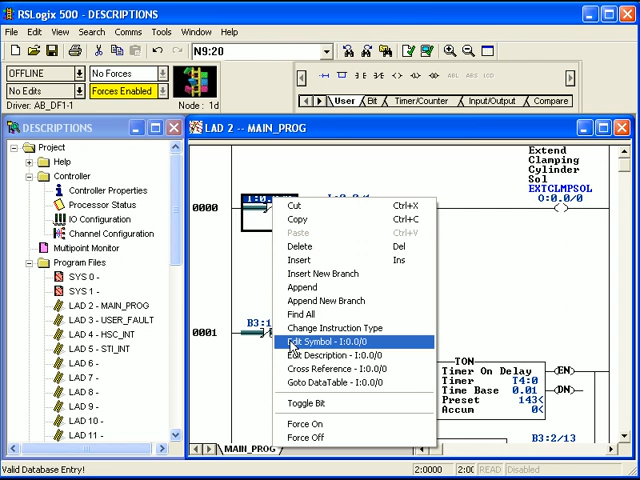 RSLogix 500 - DESCRIPTIONS
File Edit View Search Comms Tools Window Help
N9:20
OFFLINE No Forces
No Edits Forces Enabled
Driver: AB_DF1-1 Node: 1d
ABL ABS
User Bit Timer/Counter Input/Output Compare
DESCRIPTIONS
Project
Help
Controller
Controller Properties
Processor Status
IO Configuration
Channel Configuration
Multipoint Monitor
Program Files
SYS 0 -
SYS 1 -
LAD 2 - MAIN_PROG
LAD 3 - USER_FAULT
LAD 4 - HSC_INT
LAD 5 - STI_INT
LAD 6 -
LAD 7 -
LAD 8 -
LAD 9 -
LAD 10 -
LAD 11 -
LAD 2 -- MAIN_PROG
Extend
Clamping
Cylinder
Sol
EXTCLMPSOL
O:0.0/0
0000
0001
B3:1
Cut Ctrl+X
Copy Ctrl+C
Paste Ctrl+V
Delete Del
Insert Ins
Insert New Branch
Append
Append New Branch
Find All
Change Instruction Type
Edit Symbol - I:0.0/0
Edit Description - I:0.0/0
Cross Reference - I:0.0/0
Goto DataTable - I:0.0/0
Toggle Bit
Force On
Force Off
TON
Timer On Delay EN
Timer T4:0
Time Base 0.01 DN
Preset 143<
Accum 0<
B3:2/13
MAIN_PROG
Valid Database Entry! 2:0000 2:00 READ Disabled